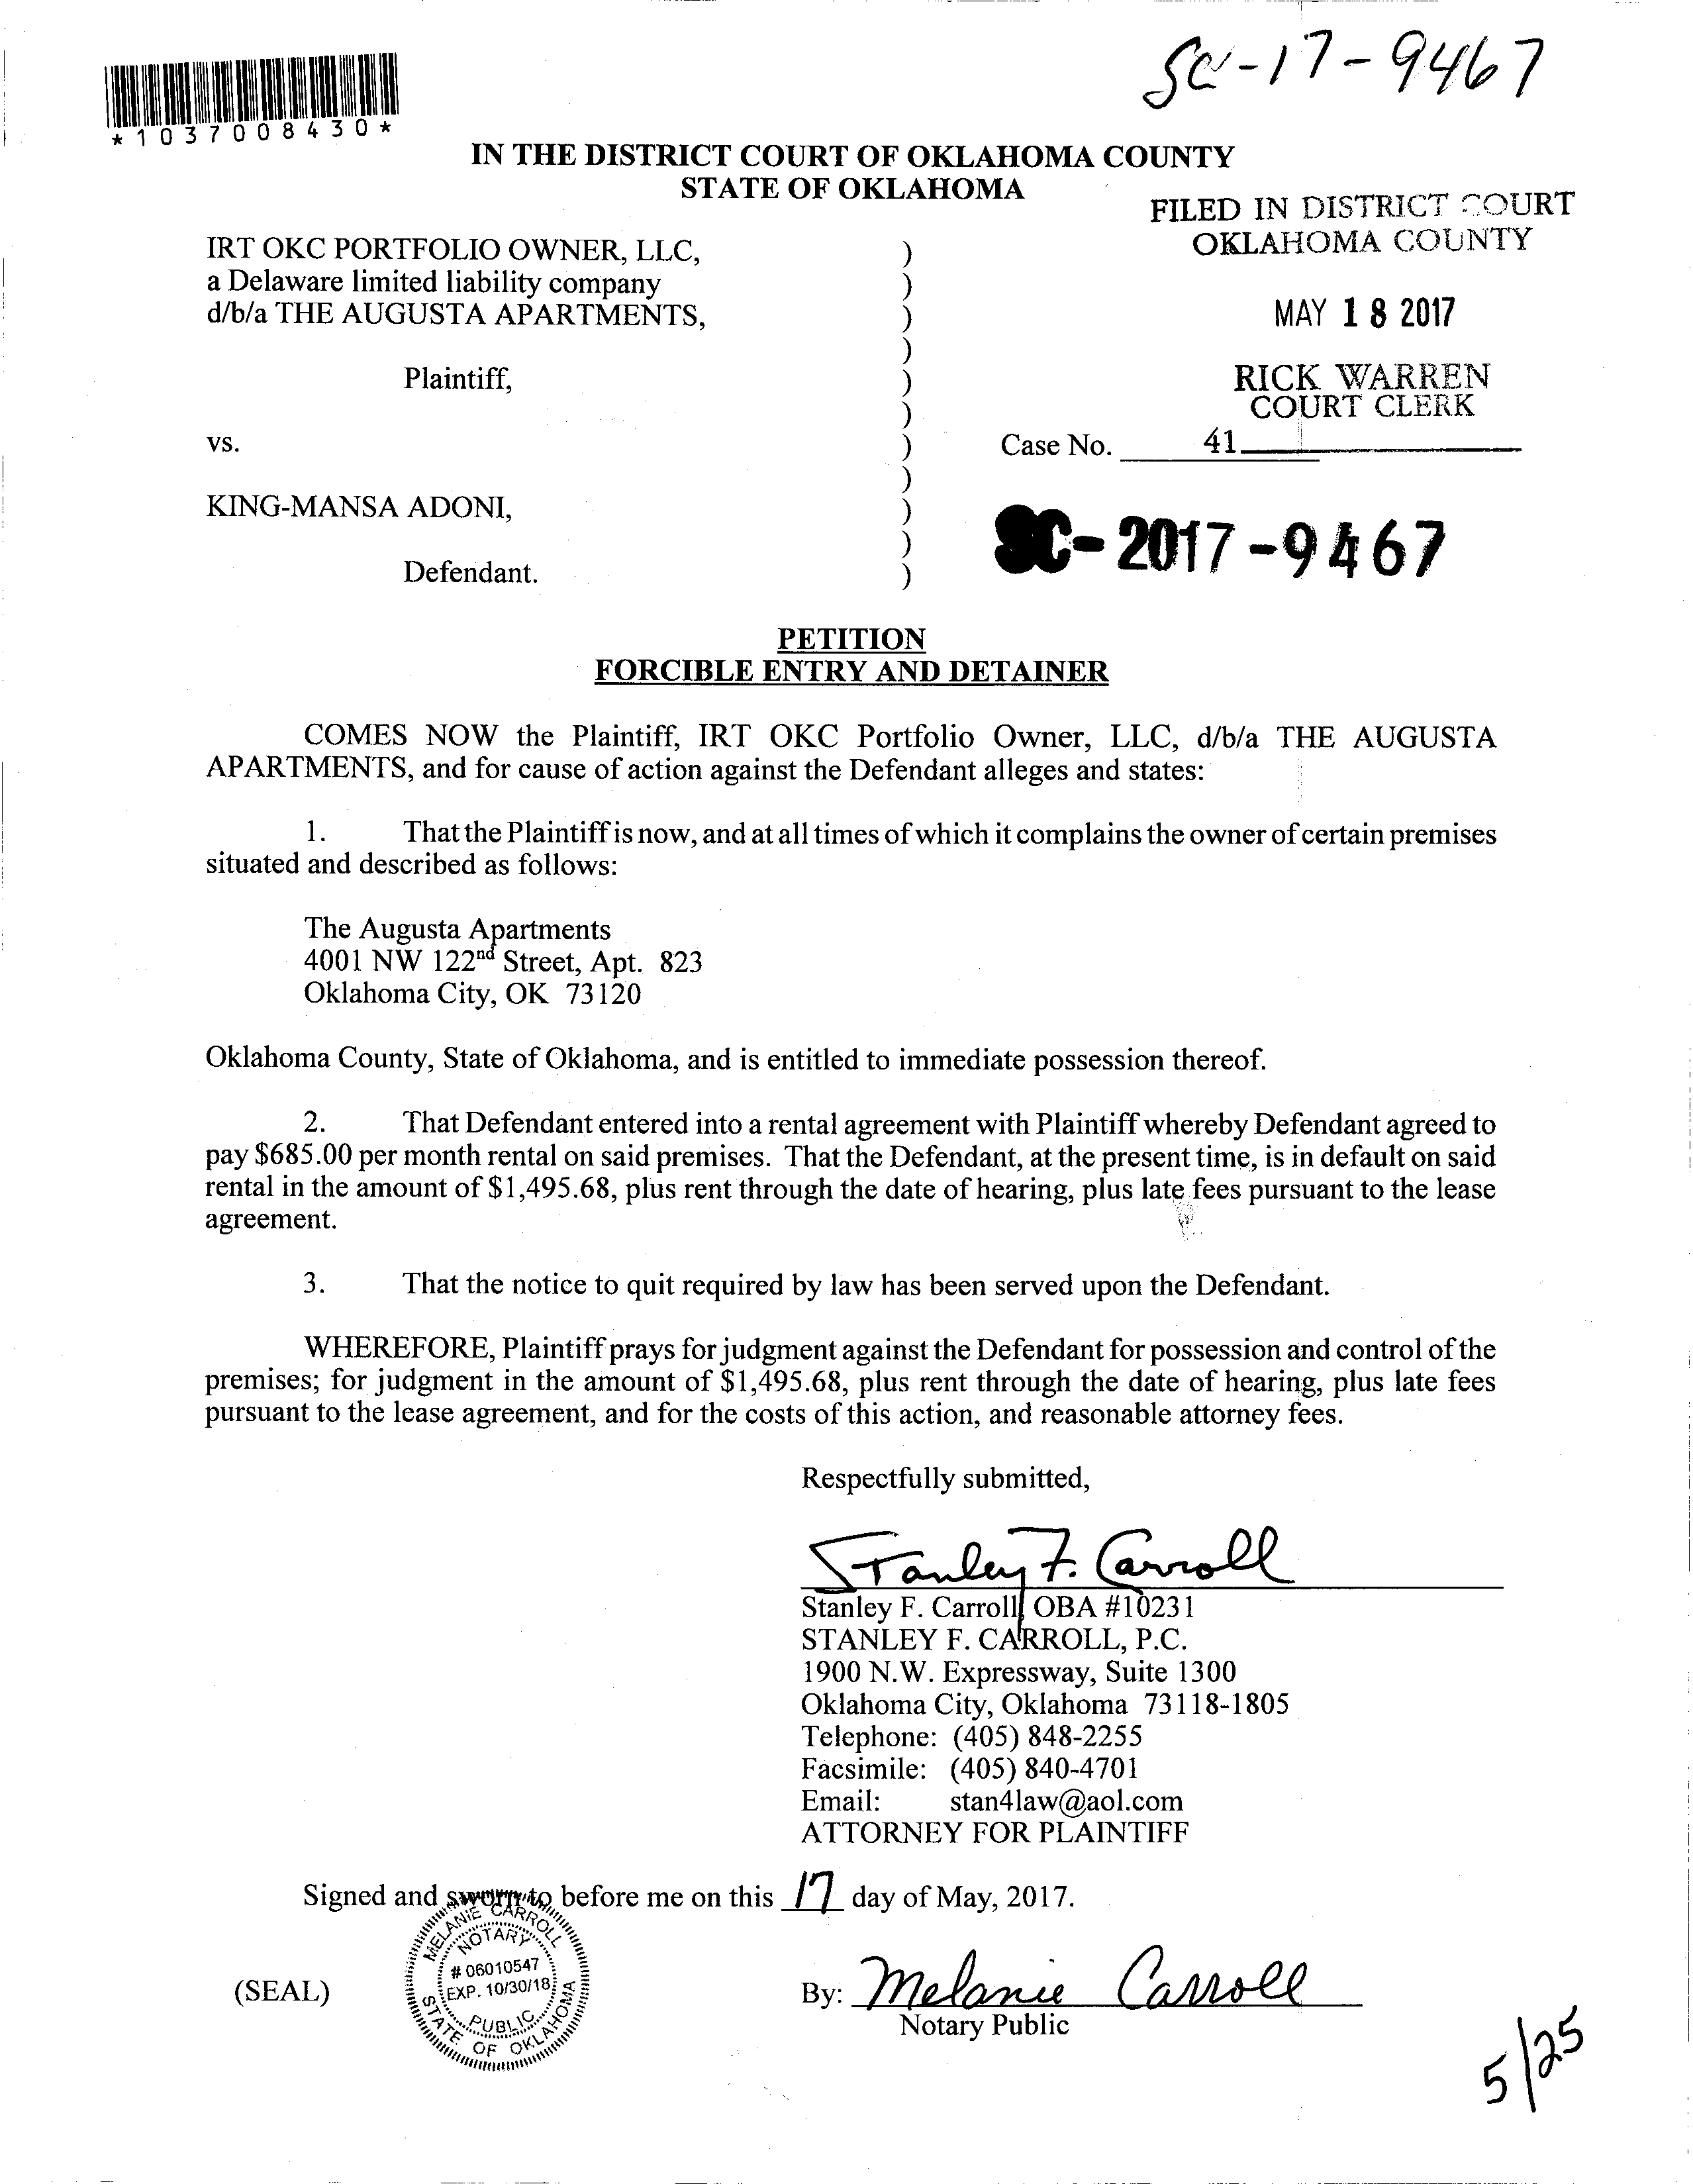 SC-17-9467
*1037008430*
IN THE DISTRICT COURT OF OKLAHOMA COUNTY
STATE OF OKLAHOMA
FILED IN DISTRICT COURT
OKLAHOMA COUNTY
IRT OKC PORTFOLIO OWNER, LLC, )
a Delaware limited liability company )
d/b/a THE AUGUSTA APARTMENTS, )
MAY 18 2017
)
Plaintiff, )
RICK WARREN
COURT CLERK
)
vs. ) Case No. 41
)
KING-MANSA ADONI, )
SC-2017-9467
)
Defendant. )
PETITION
FORCIBLE ENTRY AND DETAINER
COMES NOW the Plaintiff, IRT OKC Portfolio Owner, LLC, d/b/a THE AUGUSTA
APARTMENTS, and for cause of action against the Defendant alleges and states:
1. That the Plaintiff is now, and at all times of which it complains the owner of certain premises
situated and described as follows:
The Augusta Apartments
4001 NW 122nd Street, Apt. 823
Oklahoma City, OK 73120
Oklahoma County, State of Oklahoma, and is entitled to immediate possession thereof.
2. That Defendant entered into a rental agreement with Plaintiff whereby Defendant agreed to
pay $685.00 per month rental on said premises. That the Defendant, at the present time, is in default on said
rental in the amount of $1,495.68, plus rent through the date of hearing, plus late fees pursuant to the lease
agreement.
3. That the notice to quit required by law has been served upon the Defendant.
WHEREFORE, Plaintiff prays for judgment against the Defendant for possession and control of the
premises; for judgment in the amount of $1,495.68, plus rent through the date of hearing, plus late fees
pursuant to the lease agreement, and for the costs of this action, and reasonable attorney fees.
Respectfully submitted,
Stanley F. Carroll
Stanley F. Carroll, OBA #10231
STANLEY F. CARROLL, P.C.
1900 N.W. Expressway, Suite 1300
Oklahoma City, Oklahoma 73118-1805
Telephone: (405) 848-2255
Facsimile: (405) 840-4701
Email: stan4law@aol.com
ATTORNEY FOR PLAINTIFF
Signed and sworn to before me on this 17 day of May, 2017.
MELANIE CARROLL
NOTARY
# 06010547
EXP. 10/30/18
PUBLIC
STATE OF OKLAHOMA
(SEAL)
By: Melanie Carroll
Notary Public
5/25